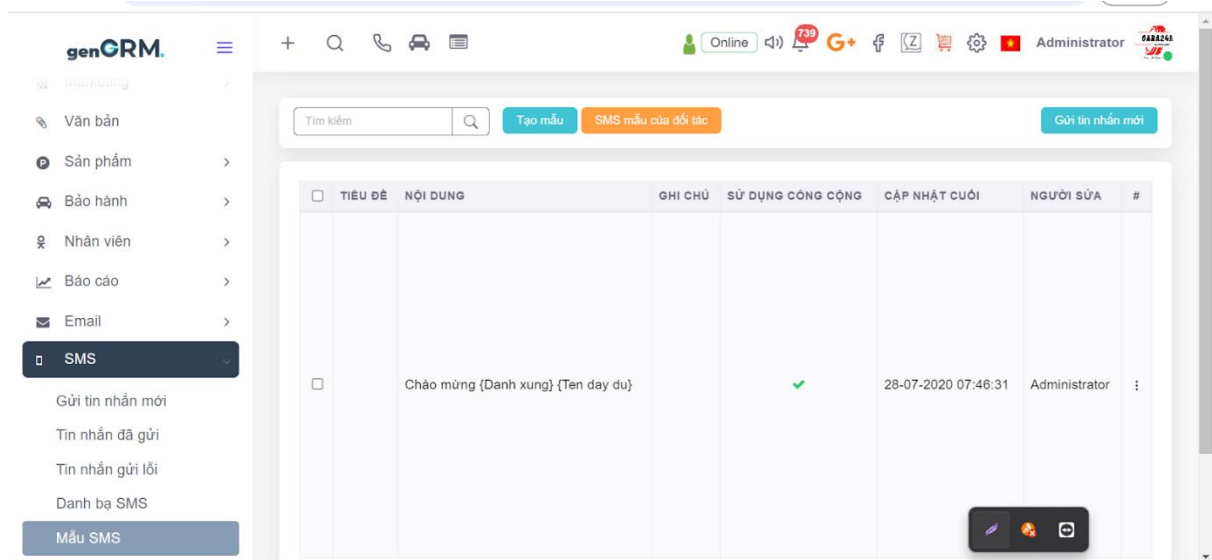 genCRM.
Online
739
G+
Administrator
GARA24h
Marketing
Văn bản
Sản phẩm
Bảo hành
Nhân viên
Báo cáo
Email
SMS
Gửi tin nhắn mới
Tin nhắn đã gửi
Tin nhắn gửi lỗi
Danh bạ SMS
Mẫu SMS
Tìm kiếm
Tạo mẫu
SMS mẫu của đối tác
Gửi tin nhắn mới
TIÊU ĐỀ NỘI DUNG GHI CHÚ SỬ DỤNG CÔNG CỘNG CẬP NHẬT CUỐI NGƯỜI SỬA #
Chào mừng {Danh xung} {Ten day du} 28-07-2020 07:46:31 Administrator